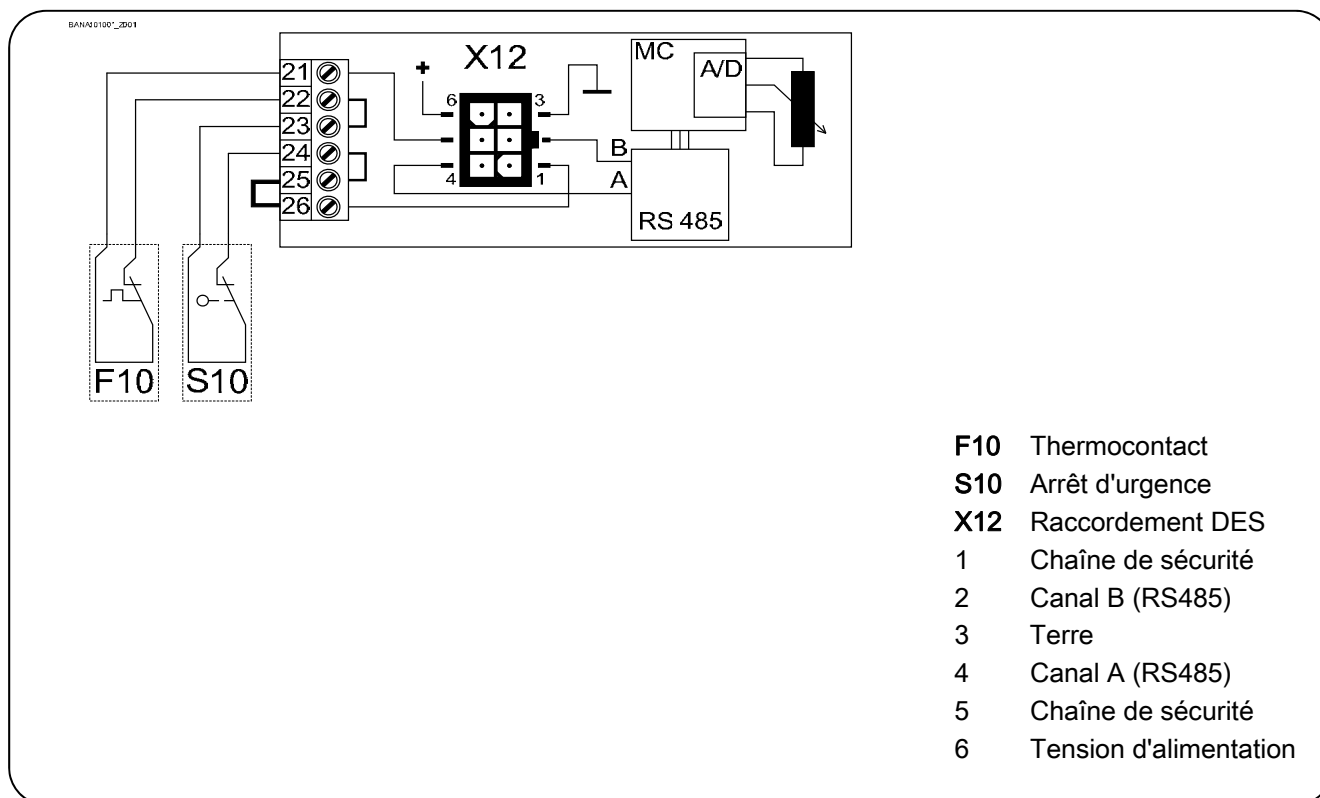 BANA10100*_2D01
X12
MC
A/D
21
22
23
24
25
26
+
6
3
4
1
B
A
RS 485
F10
S10
F10 Thermocontact
S10 Arrêt d'urgence
X12 Raccordement DES
1 Chaîne de sécurité
2 Canal B (RS485)
3 Terre
4 Canal A (RS485)
5 Chaîne de sécurité
6 Tension d'alimentation